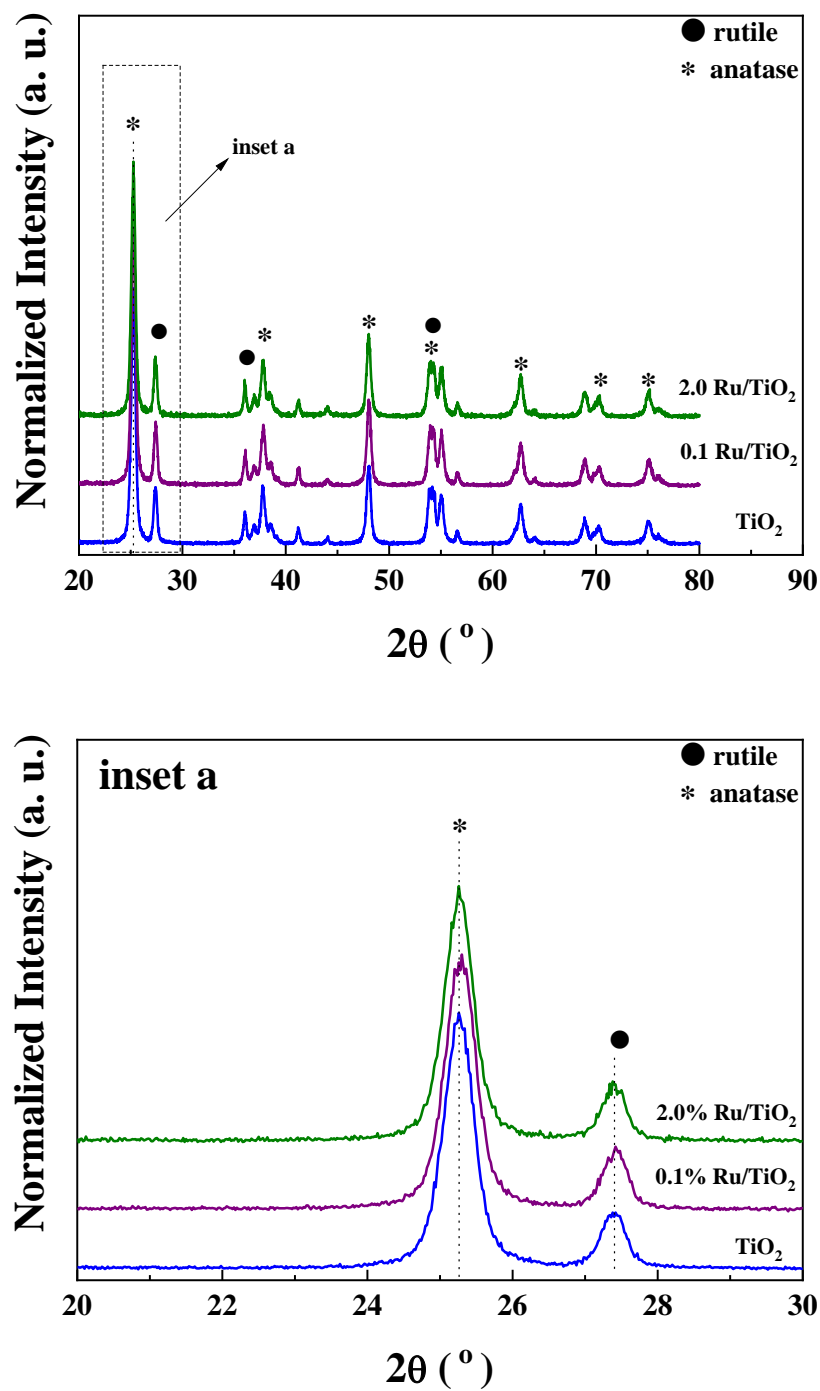 ● rutile
* anatase
Normalized Intensity (a. u.)
*
inset a
●
●
*
*
●
*
*
*
*
2.0 Ru/TiO₂
0.1 Ru/TiO₂
TiO₂
20 30 40 50 60 70 80 90
2θ ( ° )
inset a
● rutile
* anatase
Normalized Intensity (a. u.)
*
●
2.0% Ru/TiO₂
0.1% Ru/TiO₂
TiO₂
20 22 24 26 28 30
2θ ( ° )